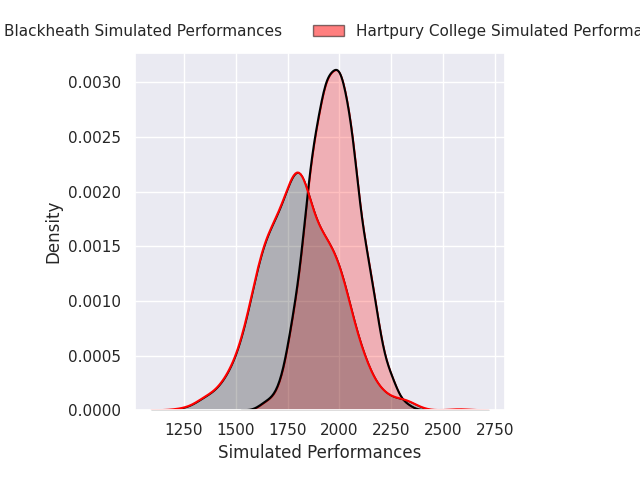 Blackheath Simulated Performances Hartpury College Simulated Performa
0.0030
0.0025
0.0020
0.0015
0.0010
0.0005
0.0000
Density
1250 1500 1750 2000 2250 2500 2750
Simulated Performances